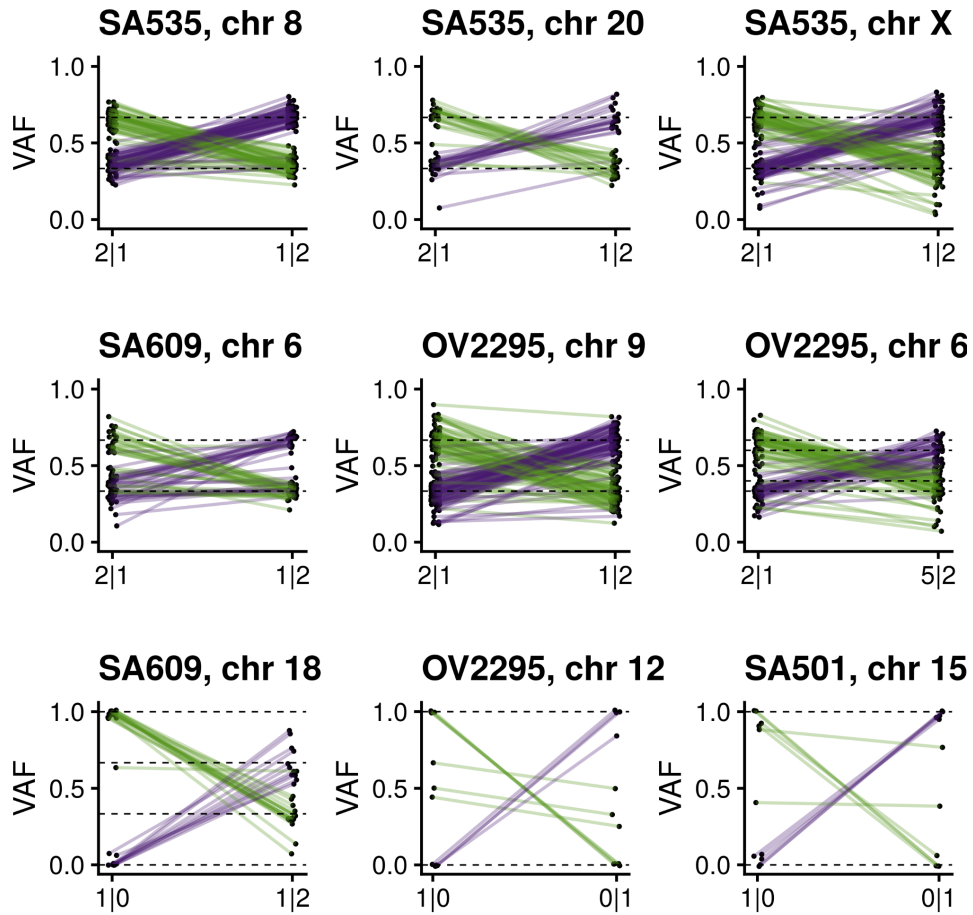 SA535, chr 8
SA535, chr 20
SA535, chr X
VAF
1.0
0.5
0.0
2|1
1|2
VAF
1.0
0.5
0.0
2|1
1|2
VAF
1.0
0.5
0.0
2|1
1|2
SA609, chr 6
OV2295, chr 9
OV2295, chr 6
VAF
1.0
0.5
0.0
2|1
1|2
VAF
1.0
0.5
0.0
2|1
1|2
VAF
1.0
0.5
0.0
2|1
5|2
SA609, chr 18
OV2295, chr 12
SA501, chr 15
VAF
1.0
0.5
0.0
1|0
1|2
VAF
1.0
0.5
0.0
1|0
0|1
VAF
1.0
0.5
0.0
1|0
0|1